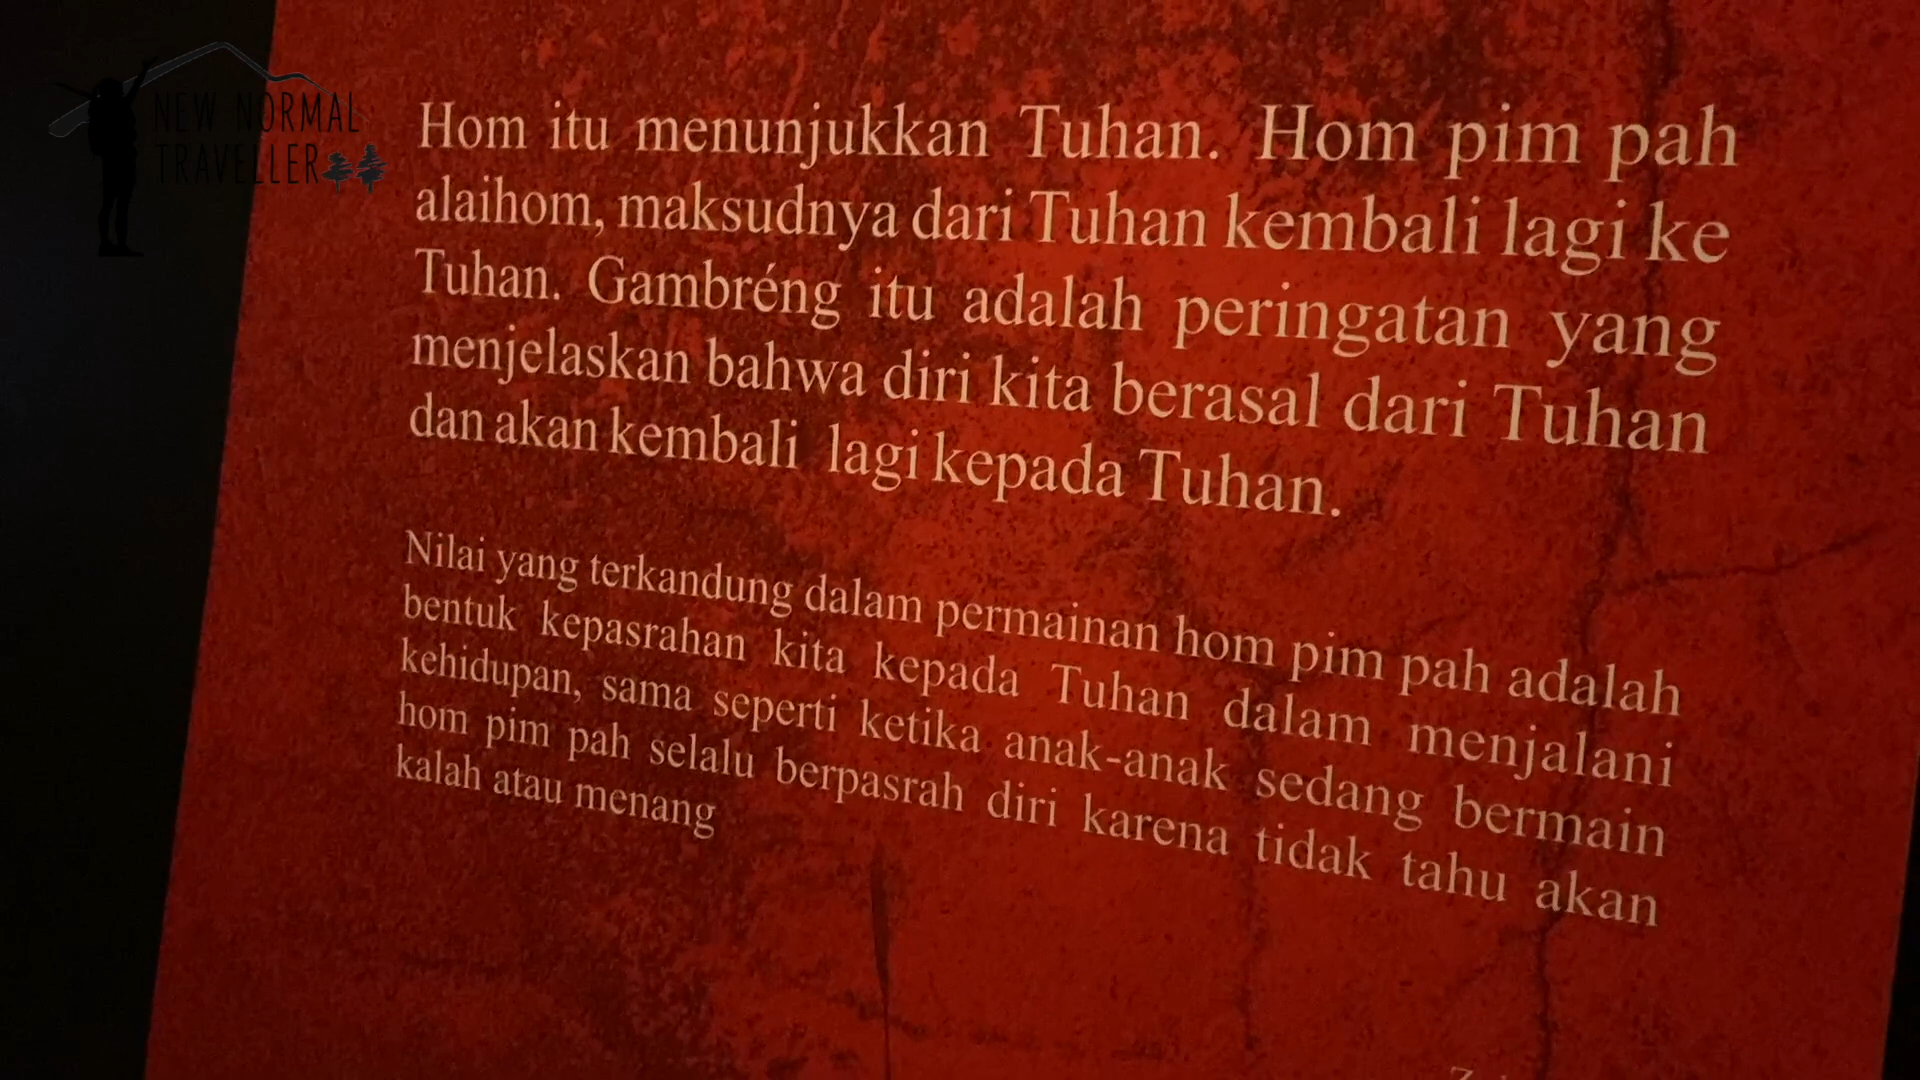 NEW NORMAL
TRAVELLER
Hom itu menunjukkan Tuhan. Hom pim pah
alaihom, maksudnya dari Tuhan kembali lagi ke
Tuhan. Gambréng itu adalah peringatan yang
menjelaskan bahwa diri kita berasal dari Tuhan
dan akan kembali lagi kepada Tuhan.
Nilai yang terkandung dalam permainan hom pim pah adalah
bentuk kepasrahan kita kepada Tuhan dalam menjalani
kehidupan, sama seperti ketika anak-anak sedang bermain
hom pim pah selalu berpasrah diri karena tidak tahu akan
kalah atau menang